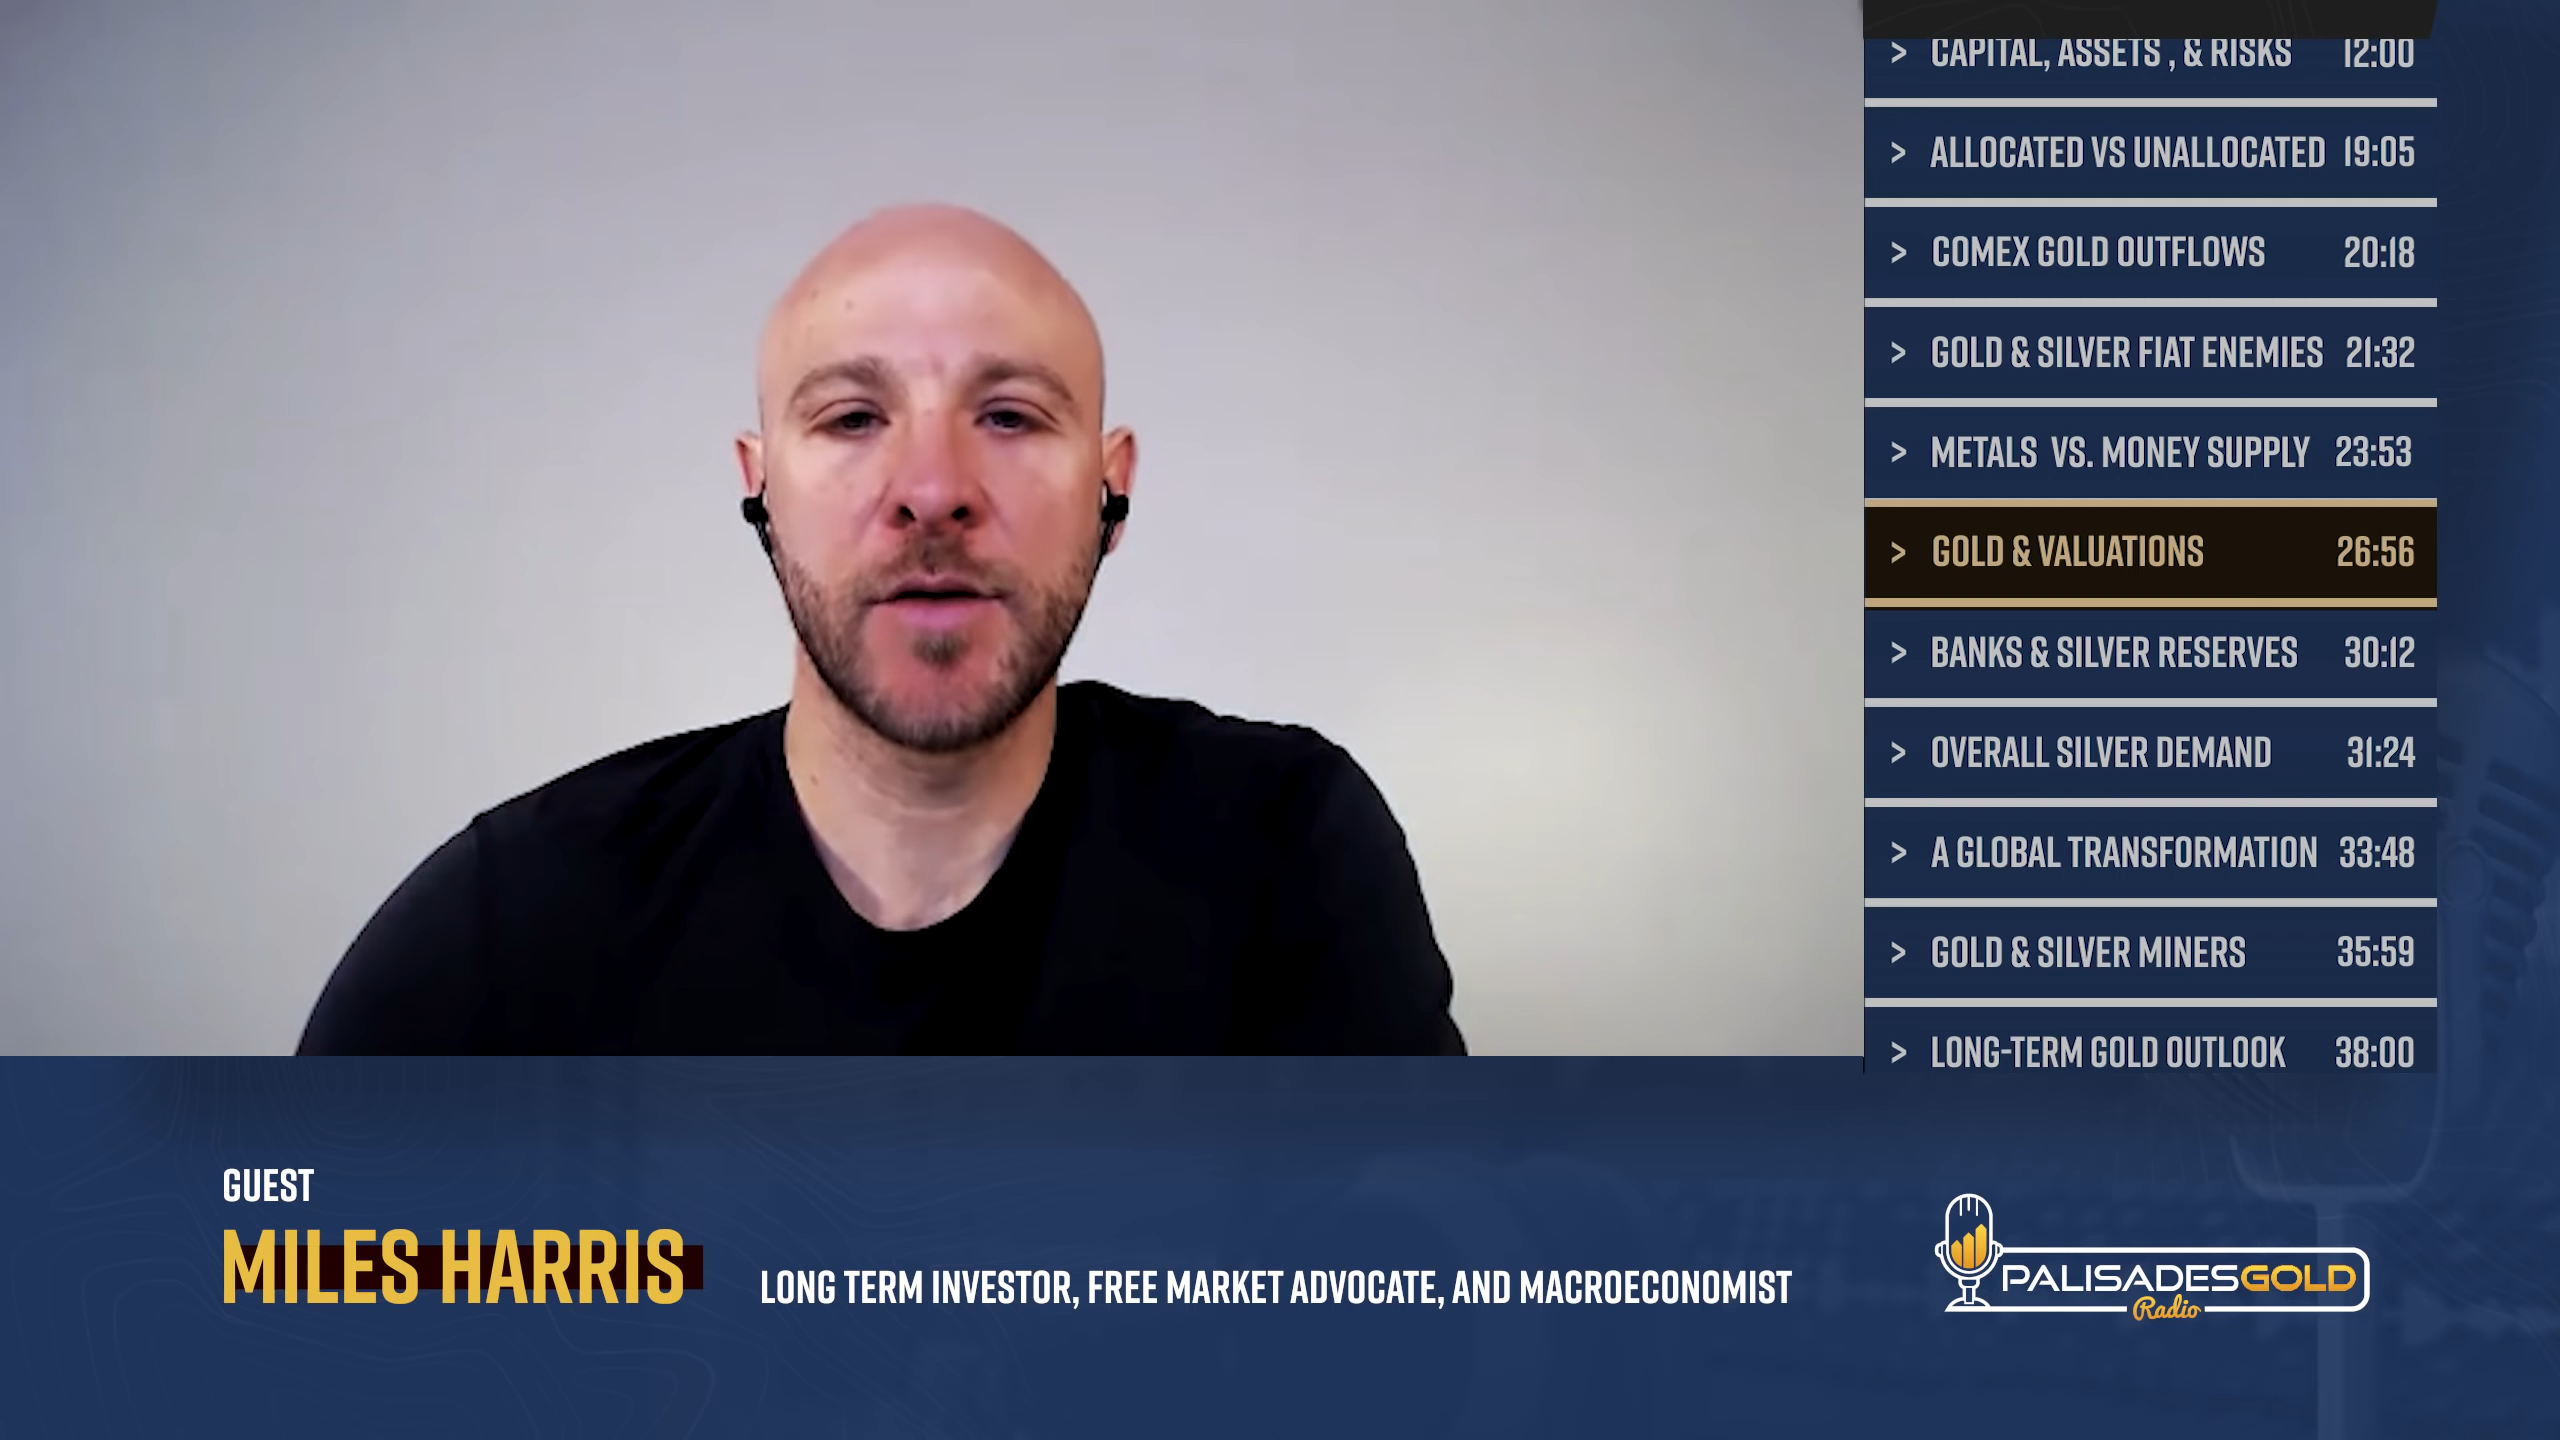 > CAPITAL, ASSETS , & RISKS 12:00
> ALLOCATED VS UNALLOCATED 19:05
> COMEX GOLD OUTFLOWS 20:18
> GOLD & SILVER FIAT ENEMIES 21:32
> METALS VS. MONEY SUPPLY 23:53
> GOLD & VALUATIONS 26:56
> BANKS & SILVER RESERVES 30:12
> OVERALL SILVER DEMAND 31:24
> A GLOBAL TRANSFORMATION 33:48
> GOLD & SILVER MINERS 35:59
> LONG-TERM GOLD OUTLOOK 38:00
GUEST
MILES HARRIS
LONG TERM INVESTOR, FREE MARKET ADVOCATE, AND MACROECONOMIST
PALISADESGOLD
Radio